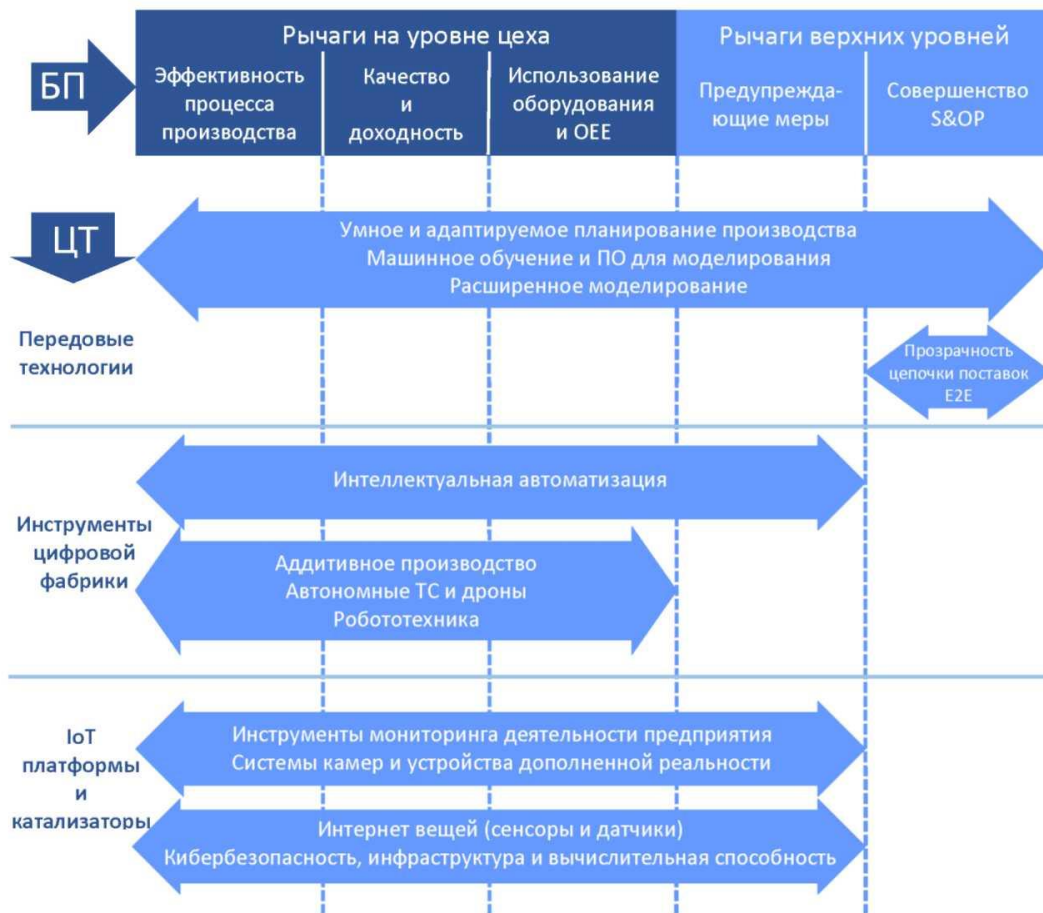 БП
Рычаги на уровне цеха
Рычаги верхних уровней
Эффективность
процесса
производства
Качество
и
доходность
Использование
оборудования
и OEE
Предупрежда-
ющие меры
Совершенство
S&OP
ЦТ
Умное и адаптируемое планирование производства
Машинное обучение и ПО для моделирования
Расширенное моделирование
Передовые
технологии
Прозрачность
цепочки поставок
E2E
Интеллектуальная автоматизация
Инструменты
цифровой
фабрики
Аддитивное производство
Автономные ТС и дроны
Робототехника
IoT
платформы
и
катализаторы
Инструменты мониторинга деятельности предприятия
Системы камер и устройства дополненной реальности
Интернет вещей (сенсоры и датчики)
Кибербезопасность, инфраструктура и вычислительная способность